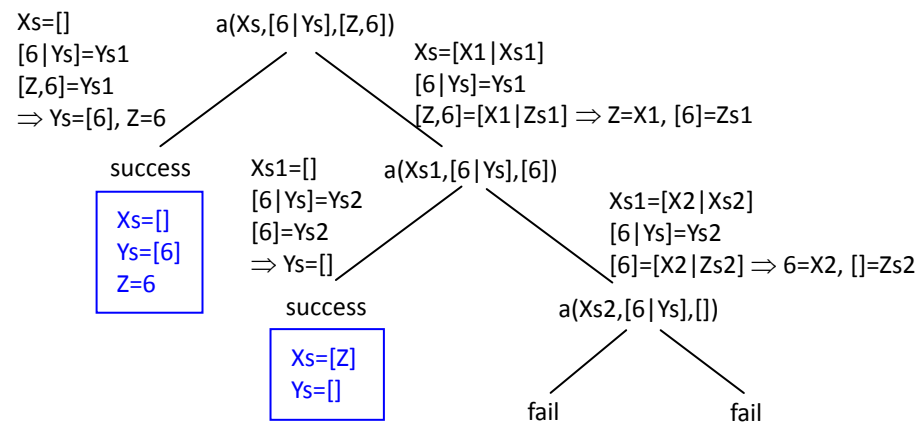 a(Xs,[6|Ys],[Z,6])
Xs=[]
[6|Ys]=Ys1
[Z,6]=Ys1
⇒ Ys=[6], Z=6
Xs=[X1|Xs1]
[6|Ys]=Ys1
[Z,6]=[X1|Zs1] ⇒ Z=X1, [6]=Zs1
success
Xs=[]
Ys=[6]
Z=6
a(Xs1,[6|Ys],[6])
Xs1=[]
[6|Ys]=Ys2
[6]=Ys2
⇒ Ys=[]
Xs1=[X2|Xs2]
[6|Ys]=Ys2
[6]=[X2|Zs2] ⇒ 6=X2, []=Zs2
success
Xs=[Z]
Ys=[]
a(Xs2,[6|Ys],[])
fail
fail